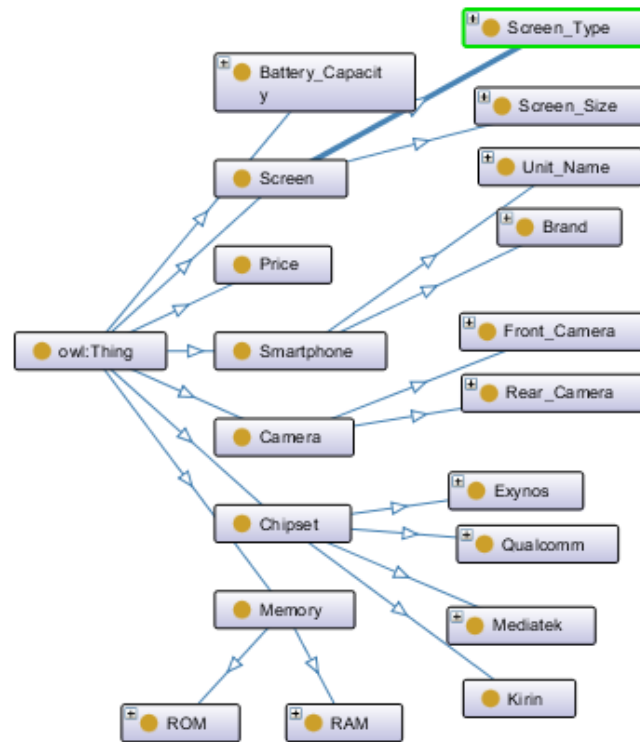 Screen_Type
Battery_Capacit
y
Screen_Size
Unit_Name
Screen
Brand
Price
Front_Camera
owl:Thing
Smartphone
Rear_Camera
Camera
Exynos
Chipset
Qualcomm
Memory
Mediatek
Kirin
ROM
RAM